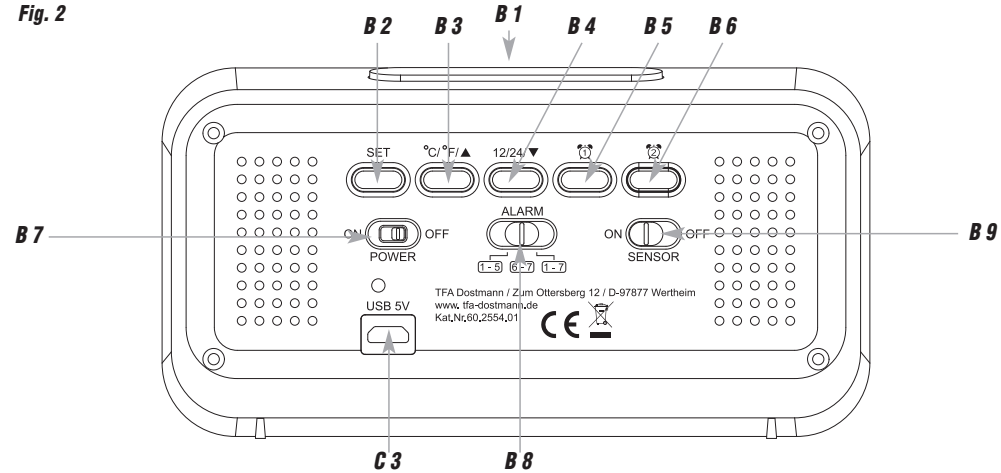 Fig. 2
B 1
B 2 B 3 B 4 B 5 B 6
SET °C/°F/▲ 12/24/▼ 1 2
ALARM
ON OFF ON OFF
B 7 B 9
POWER SENSOR
1 - 5 6 - 7 1 - 7
TFA Dostmann / Zum Ottersberg 12 / D-97877 Wertheim
www. tfa-dostmann.de
Kat.Nr.60.2554.01
CE
USB 5V
C 3 B 8